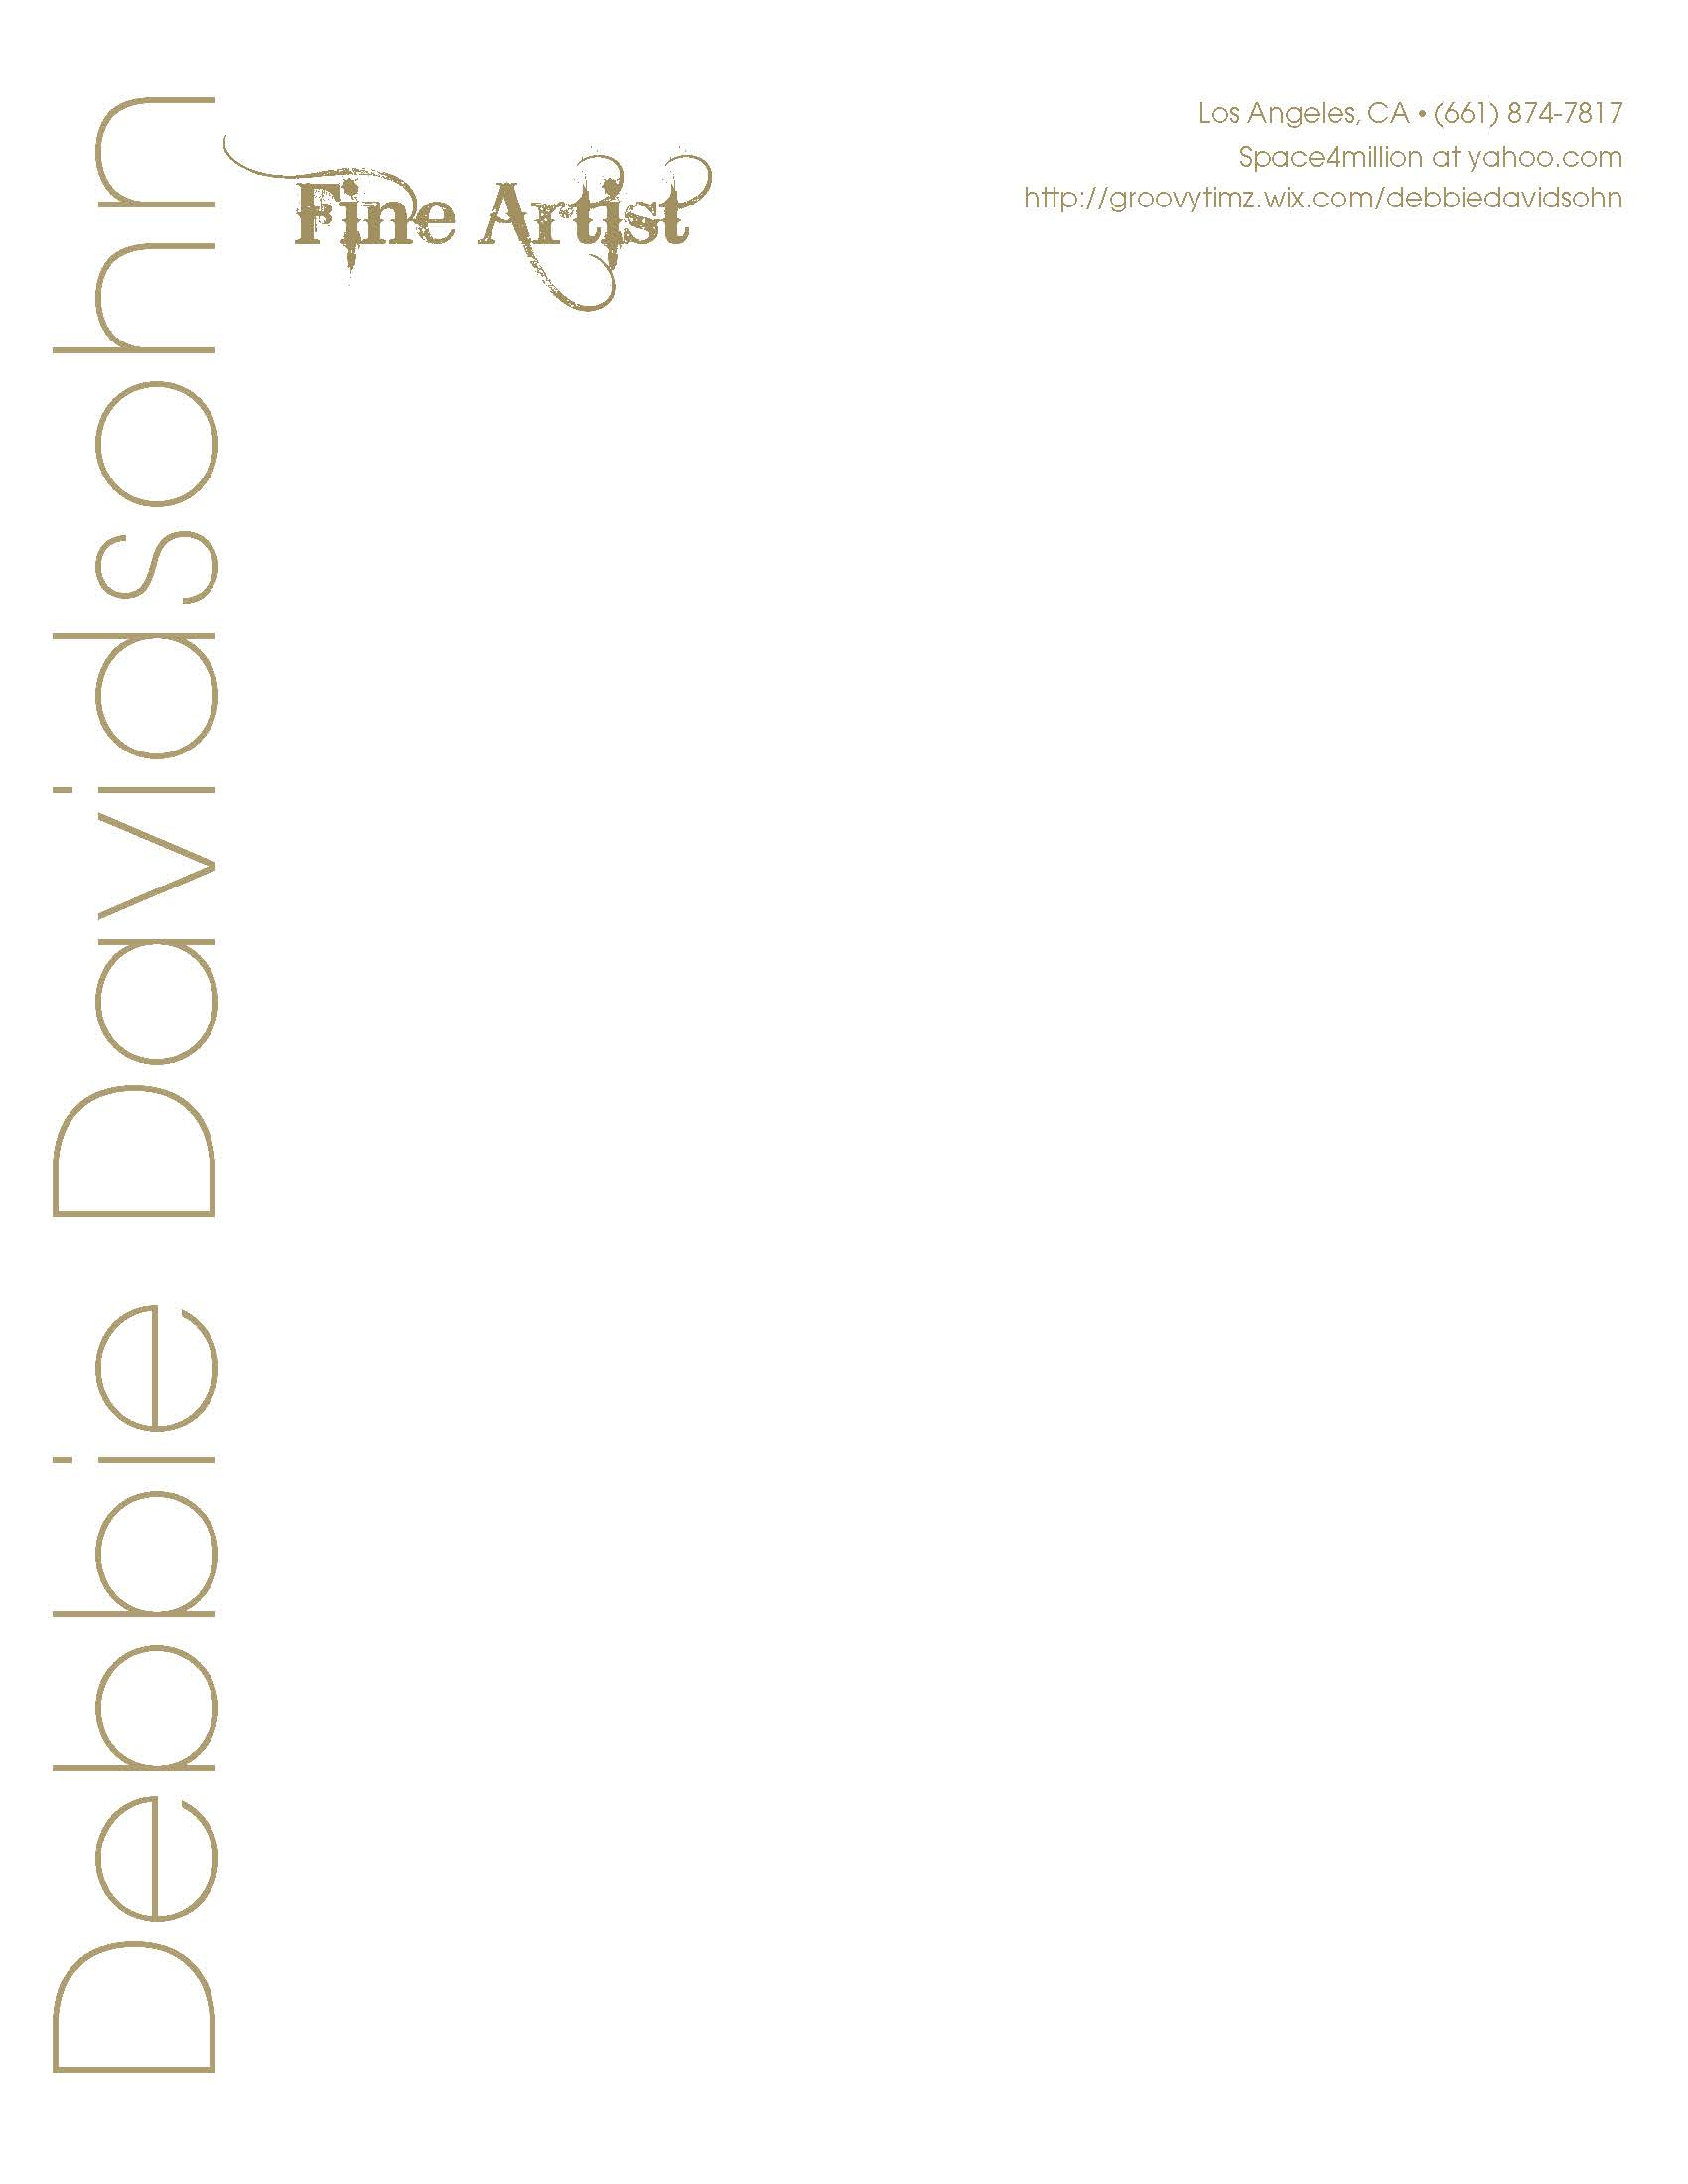 Debbie Davidsohn
Fine Artist
Los Angeles, CA • (661) 874-7817
Space4million at yahoo.com
http://groovytimz.wix.com/debbiedavidsohn